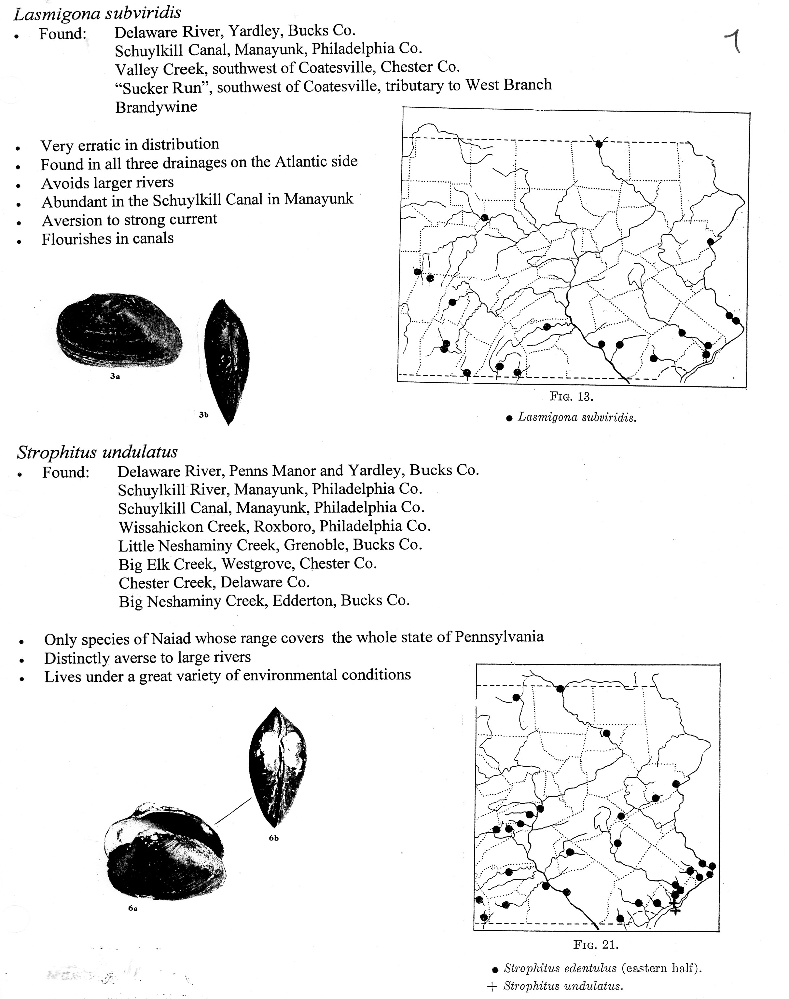 Lasmigona subviridis
1
• Found: Delaware River, Yardley, Bucks Co.
Schuylkill Canal, Manayunk, Philadelphia Co.
Valley Creek, southwest of Coatesville, Chester Co.
“Sucker Run”, southwest of Coatesville, tributary to West Branch
Brandywine
• Very erratic in distribution
• Found in all three drainages on the Atlantic side
• Avoids larger rivers
• Abundant in the Schuylkill Canal in Manayunk
• Aversion to strong current
• Flourishes in canals
3a
3b
FIG. 13.
● Lasmigona subviridis.
Strophitus undulatus
• Found: Delaware River, Penns Manor and Yardley, Bucks Co.
Schuylkill River, Manayunk, Philadelphia Co.
Schuylkill Canal, Manayunk, Philadelphia Co.
Wissahickon Creek, Roxboro, Philadelphia Co.
Little Neshaminy Creek, Grenoble, Bucks Co.
Big Elk Creek, Westgrove, Chester Co.
Chester Creek, Delaware Co.
Big Neshaminy Creek, Edderton, Bucks Co.
• Only species of Naiad whose range covers the whole state of Pennsylvania
• Distinctly averse to large rivers
• Lives under a great variety of environmental conditions
6b
6a
FIG. 21.
● Strophitus edentulus (eastern half).
+ Strophitus undulatus.